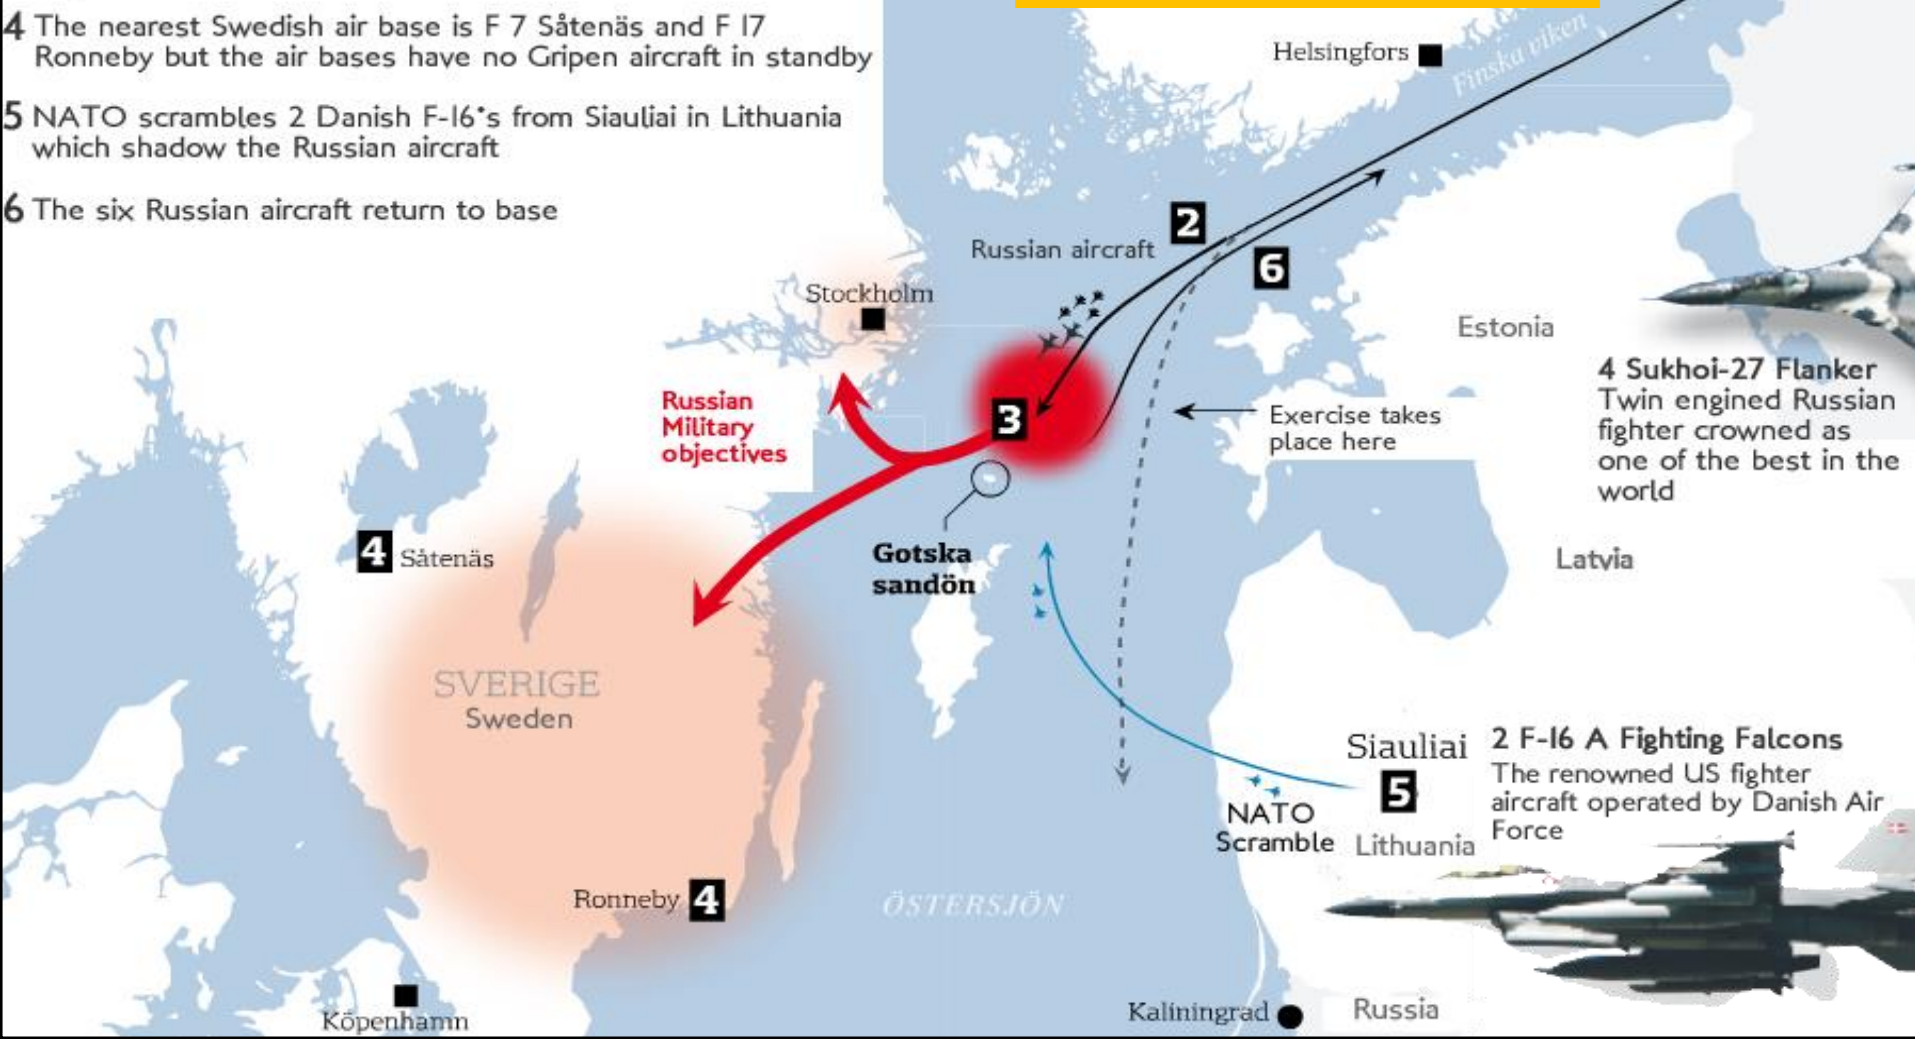 4 The nearest Swedish air base is F 7 Såtenäs and F 17
Ronneby but the air bases have no Gripen aircraft in standby
5 NATO scrambles 2 Danish F-16's from Siauliai in Lithuania
which shadow the Russian aircraft
6 The six Russian aircraft return to base
Helsingfors
Finska viken
2
Russian aircraft
6
Stockholm
Estonia
4 Sukhoi-27 Flanker
Twin engined Russian
fighter crowned as
one of the best in the
world
Russian
Military
objectives
3
Exercise takes
place here
4 Såtenäs
Gotska
sandön
Latvia
SVERIGE
Sweden
Siauliai
5
2 F-16 A Fighting Falcons
The renowned US fighter
aircraft operated by Danish Air
Force
NATO
Scramble
Lithuania
Ronneby 4
ÖSTERSJÖN
Köpenhamn
Kaliningrad
Russia